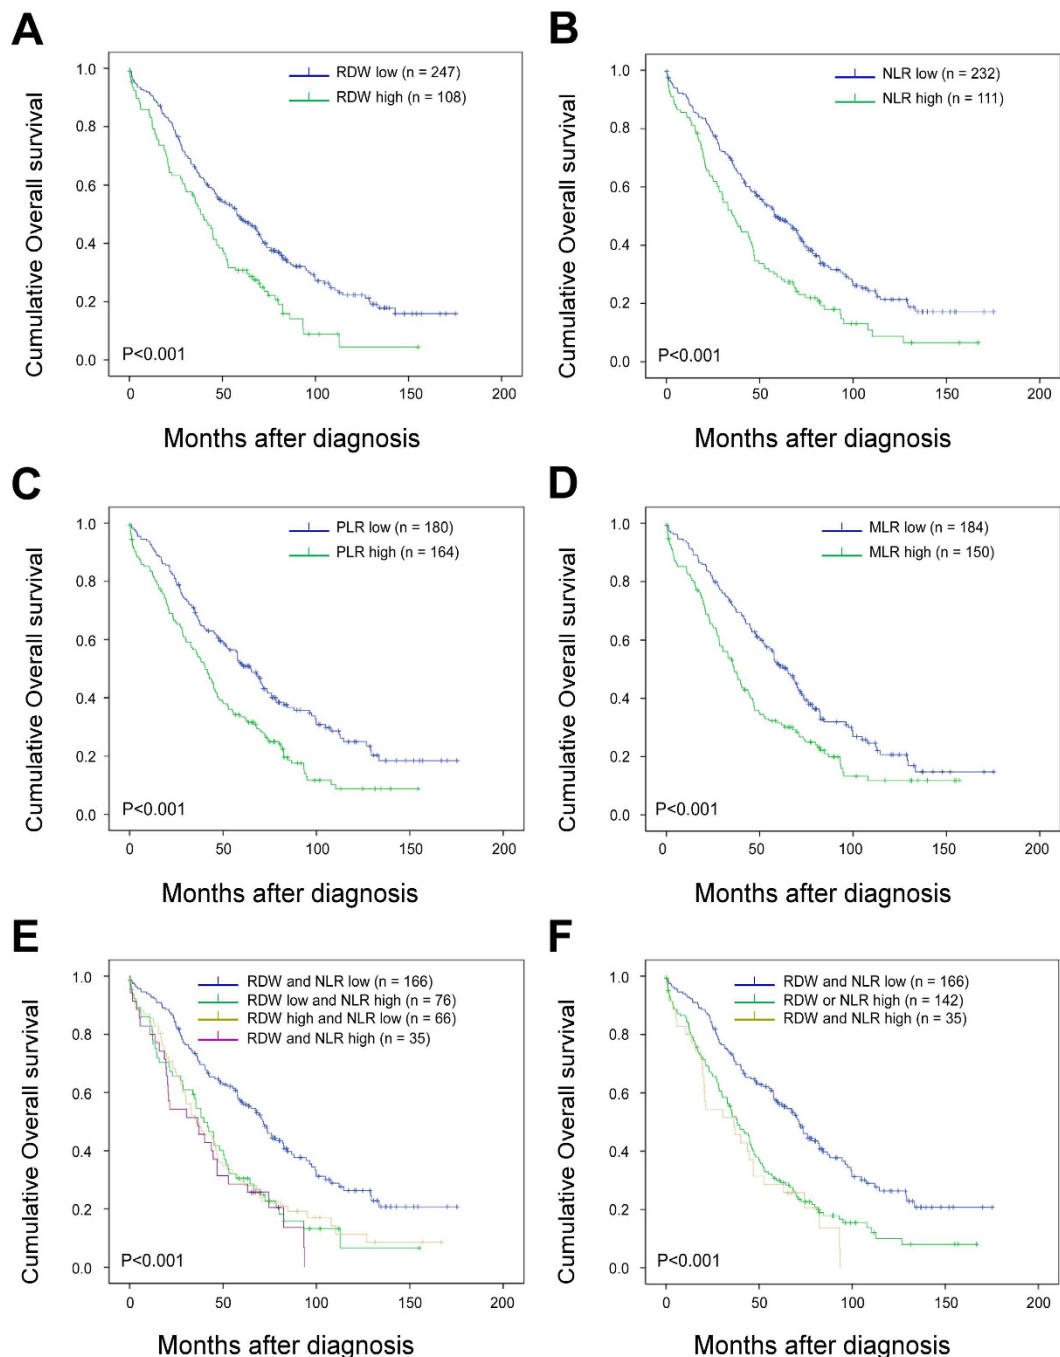 A
Cumulative Overall survival
1.0
0.8
0.6
0.4
0.2
0.0
RDW low (n = 247)
RDW high (n = 108)
P<0.001
0 50 100 150 200
Months after diagnosis
B
Cumulative Overall survival
1.0
0.8
0.6
0.4
0.2
0.0
NLR low (n = 232)
NLR high (n = 111)
P<0.001
0 50 100 150 200
Months after diagnosis
C
Cumulative Overall survival
1.0
0.8
0.6
0.4
0.2
0.0
PLR low (n = 180)
PLR high (n = 164)
P<0.001
0 50 100 150 200
Months after diagnosis
D
Cumulative Overall survival
1.0
0.8
0.6
0.4
0.2
0.0
MLR low (n = 184)
MLR high (n = 150)
P<0.001
0 50 100 150 200
Months after diagnosis
E
Cumulative Overall survival
1.0
0.8
0.6
0.4
0.2
0.0
RDW and NLR low (n = 166)
RDW low and NLR high (n = 76)
RDW high and NLR low (n = 66)
RDW and NLR high (n = 35)
P<0.001
0 50 100 150 200
Months after diagnosis
F
Cumulative Overall survival
1.0
0.8
0.6
0.4
0.2
0.0
RDW and NLR low (n = 166)
RDW or NLR high (n = 142)
RDW and NLR high (n = 35)
P<0.001
0 50 100 150 200
Months after diagnosis